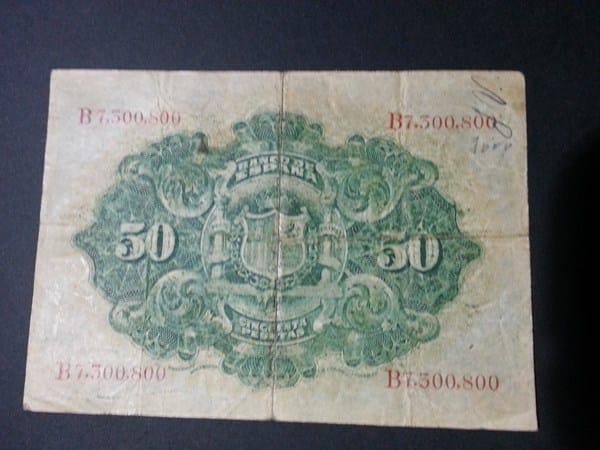 B7,300,800 B7.300.800
BANCO DE
ESPAÑA
50 50
CINCUENTA
PESETAS
B7.300.800 B7.300.800